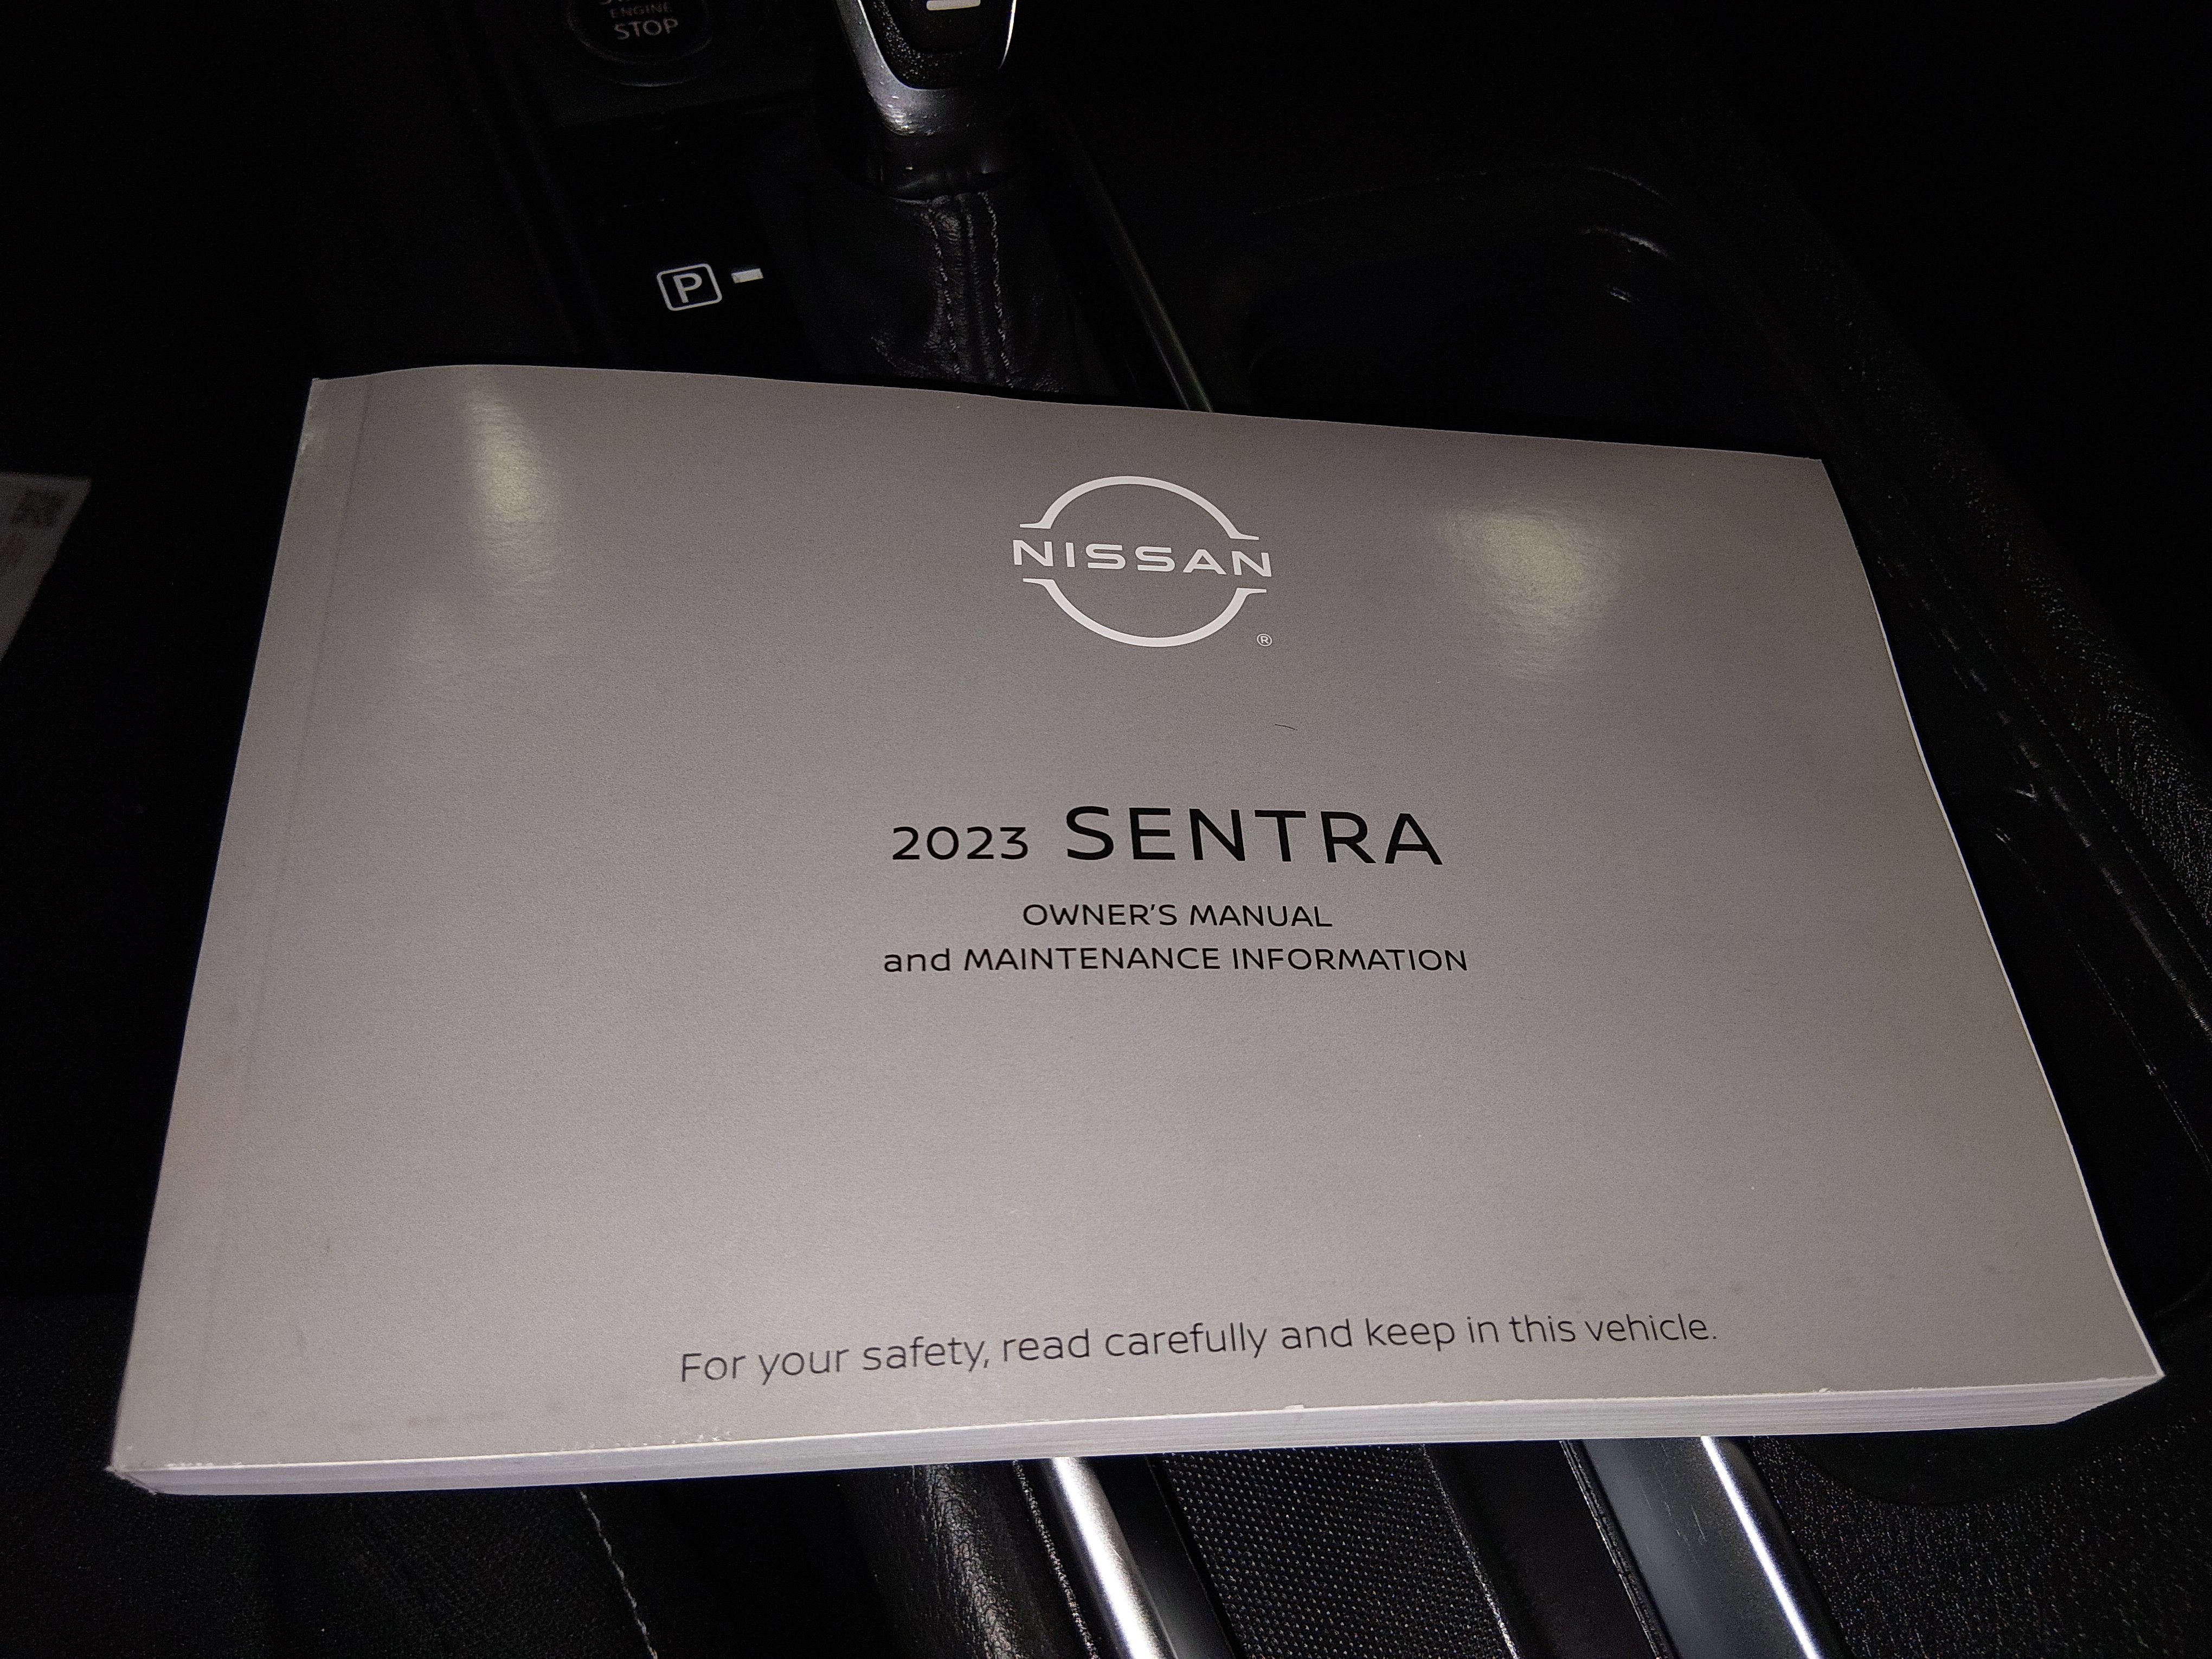 ENGINE
STOP
P
NISSAN
®
2023 SENTRA
OWNER'S MANUAL
and MAINTENANCE INFORMATION
For your safety, read carefully and keep in this vehicle.